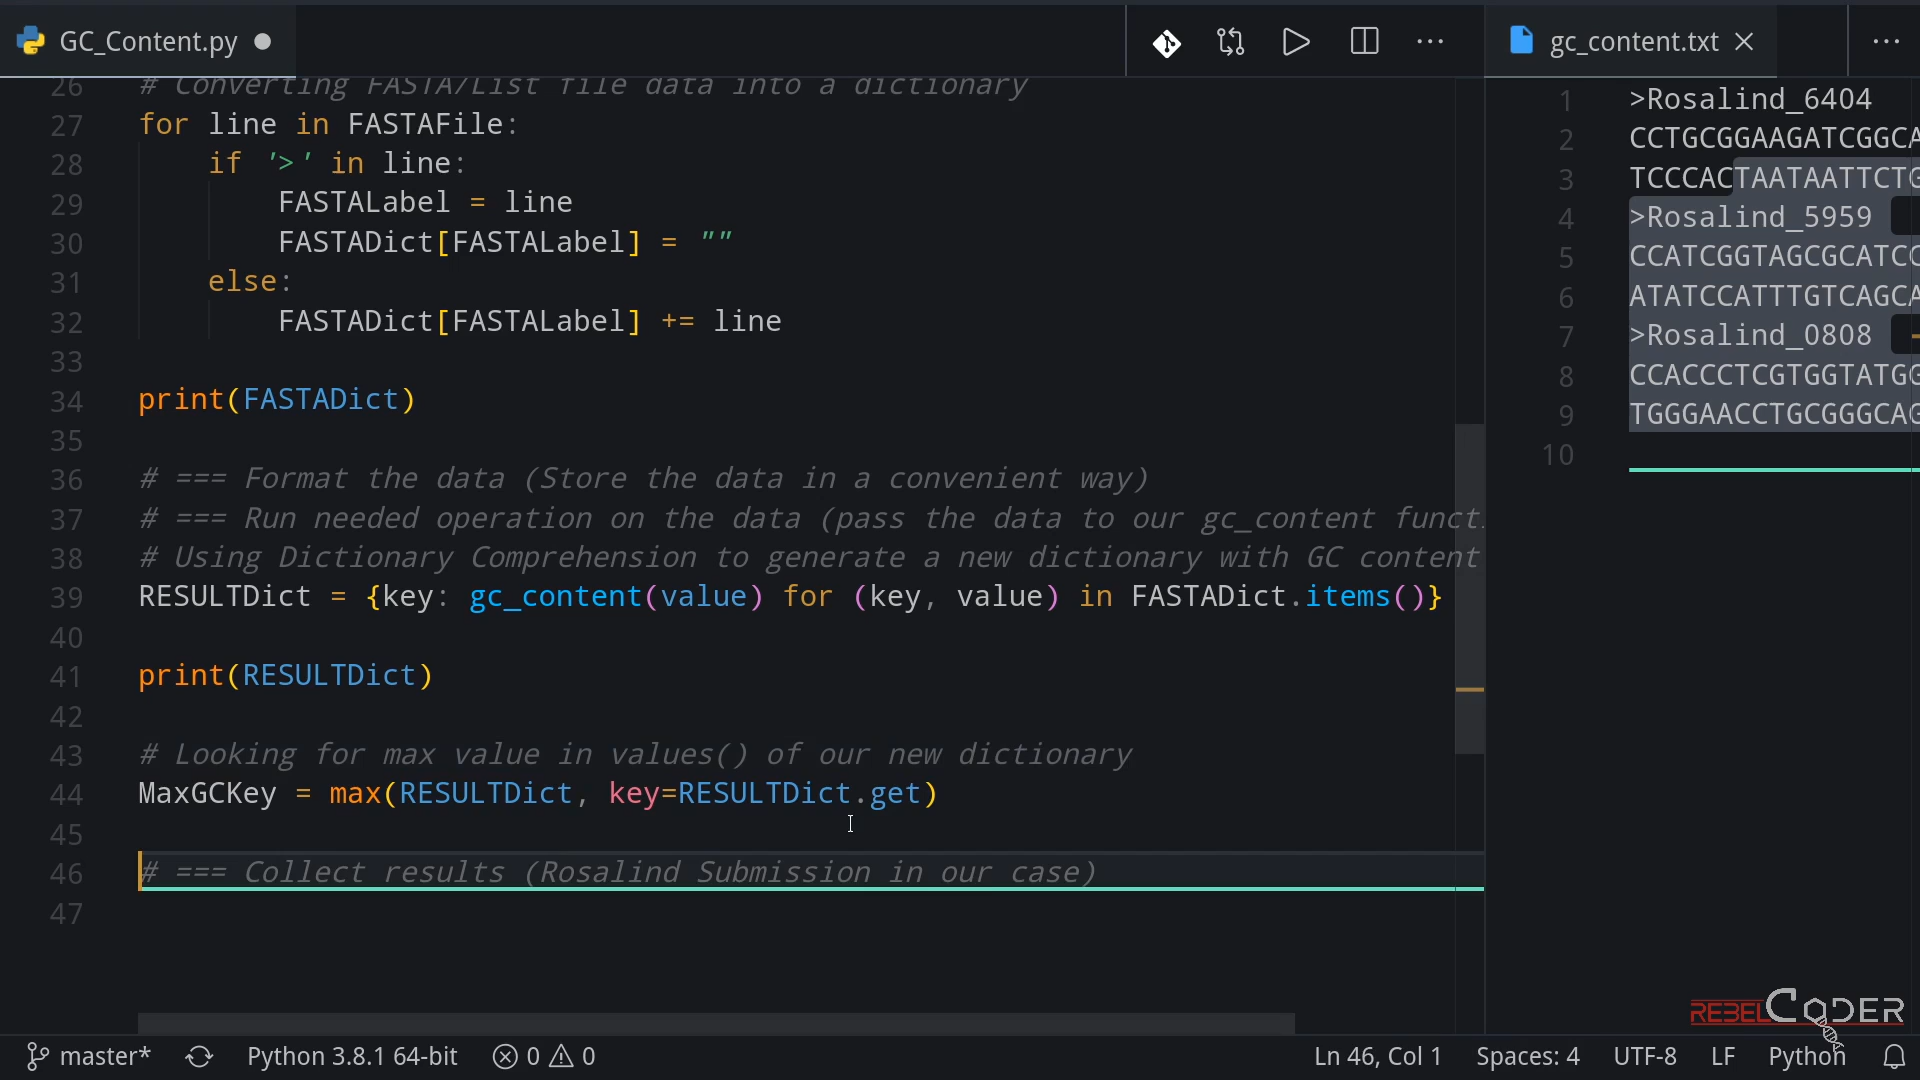 GC_Content.py
gc_content.txt
26 # Converting FASTA/List file data into a dictionary
27 for line in FASTAFile:
28 if '>' in line:
29 FASTALabel = line
30 FASTADict[FASTALabel] = ""
31 else:
32 FASTADict[FASTALabel] += line
33
34 print(FASTADict)
35
36 # === Format the data (Store the data in a convenient way)
37 # === Run needed operation on the data (pass the data to our gc_content funct
38 # Using Dictionary Comprehension to generate a new dictionary with GC content
39 RESULTDict = {key: gc_content(value) for (key, value) in FASTADict.items()}
40
41 print(RESULTDict)
42
43 # Looking for max value in values() of our new dictionary
44 MaxGCKey = max(RESULTDict, key=RESULTDict.get)
45
46 # === Collect results (Rosalind Submission in our case)
47
1 >Rosalind_6404
2 CCTGCGGAAGATCGGCA
3 TCCCACTAATAATTCTG
4 >Rosalind_5959
5 CCATCGGTAGCGCATCC
6 ATATCCATTTGTCAGCA
7 >Rosalind_0808
8 CCACCCTCGTGGTATGG
9 TGGGAACCTGCGGGCAG
10
REBELCODER
master* Python 3.8.1 64-bit 0 0 Ln 46, Col 1 Spaces: 4 UTF-8 LF Python